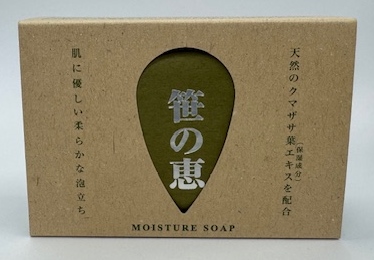 天然のクマザサ葉エキスを配合
(保湿成分)
笹の恵
肌に優しい柔らかな泡立ち。
MOISTURE SOAP